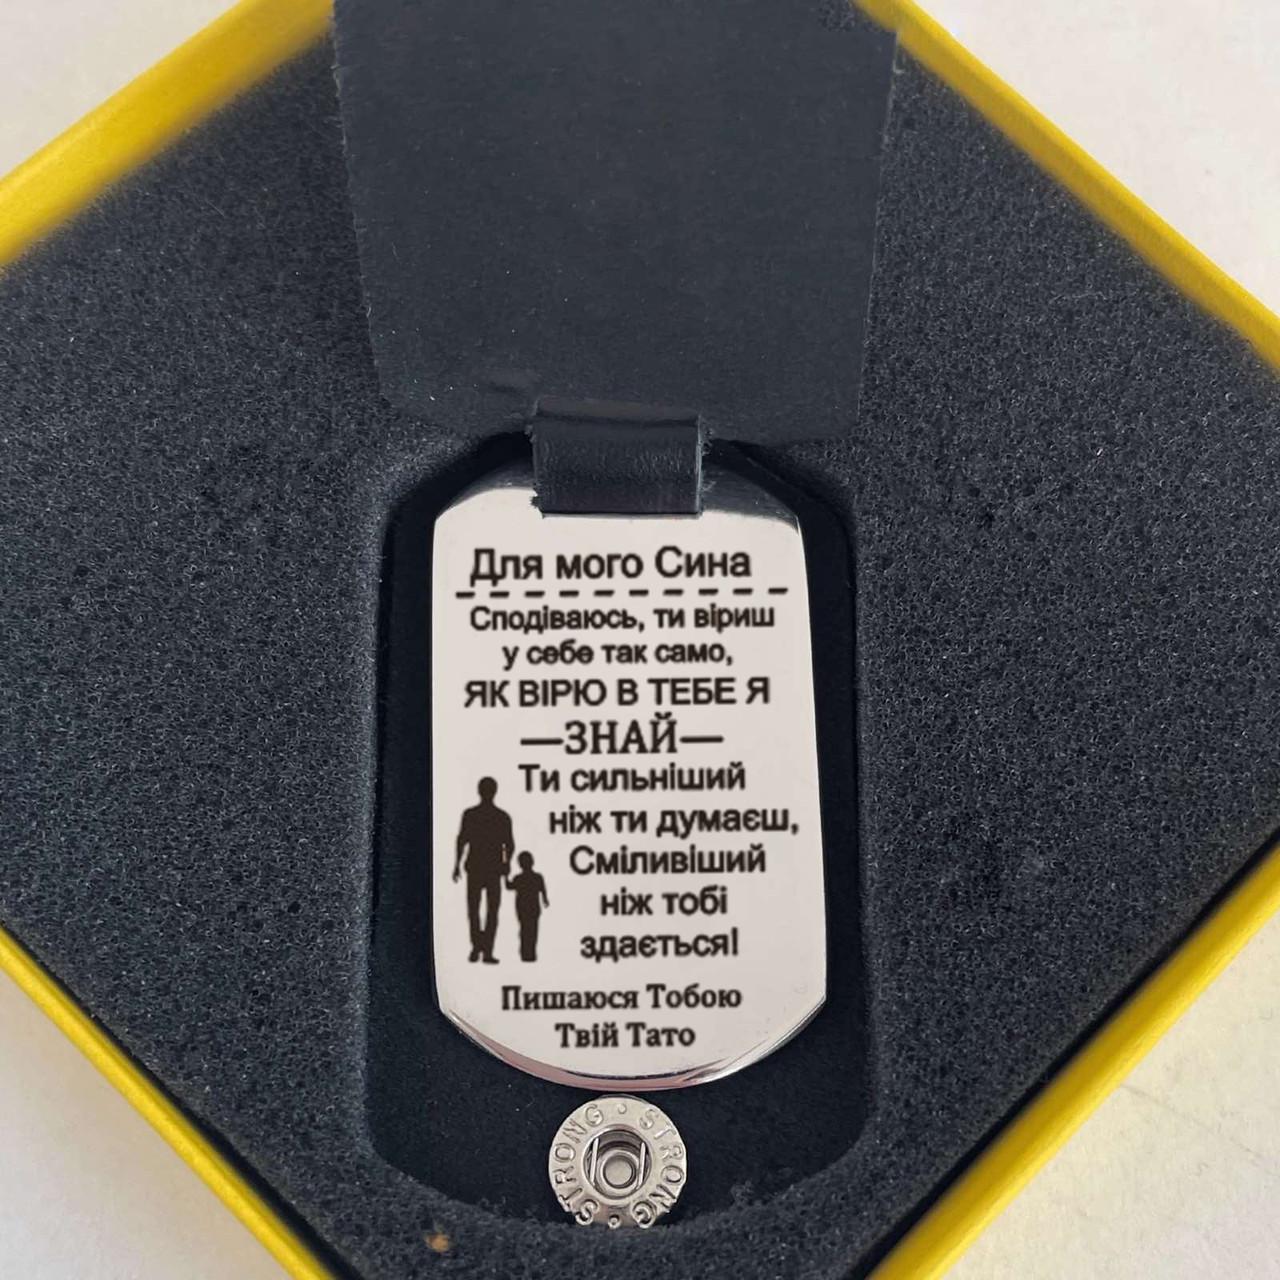 Для мого Сина
Сподіваюсь, ти віриш
у себе так само,
ЯК ВІРЮ В ТЕБЕ Я
—ЗНАЙ—
Ти сильніший
ніж ти думаєш,
Сміливіший
ніж тобі
здається!
Пишаюся Тобою
Твій Тато
STRONG • STRONG •